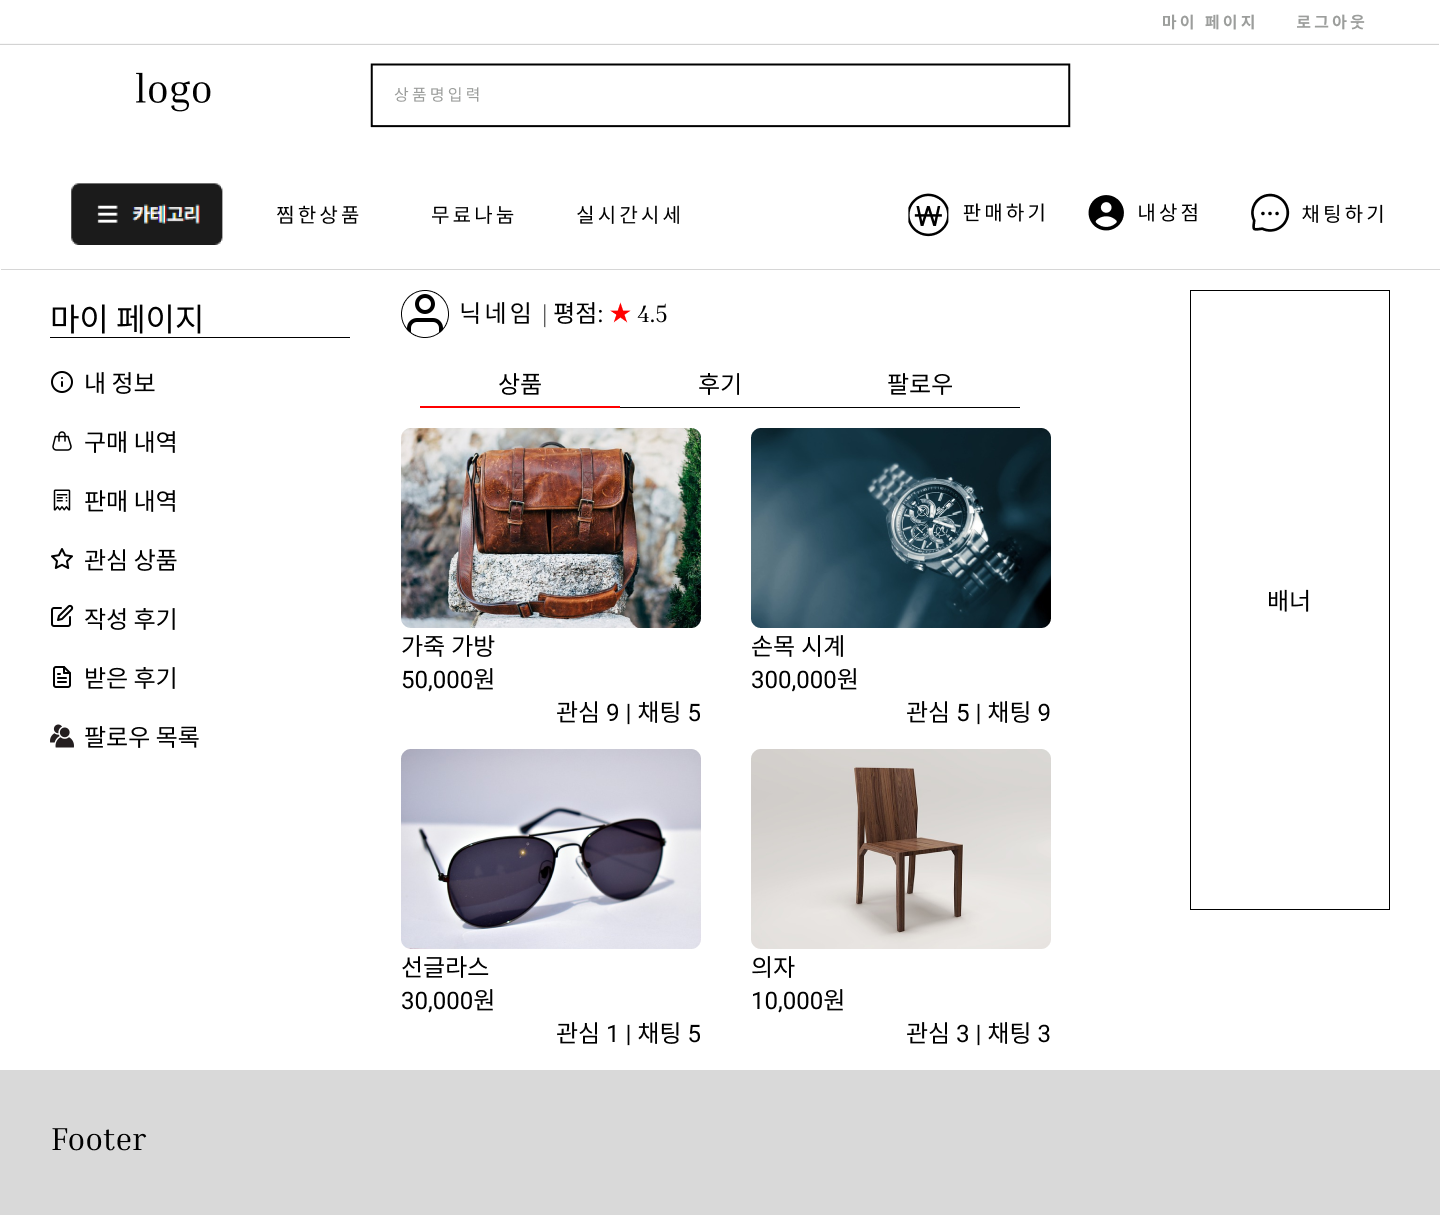 마이 페이지 로그아웃
logo
상품명입력
카테고리 찜한상품 무료나눔 실시간시세 판매하기 내상점 채팅하기
마이 페이지
내 정보
구매 내역
판매 내역
관심 상품
작성 후기
받은 후기
팔로우 목록
닉네임 | 평점: ★ 4.5
상품 후기 팔로우
가죽 가방
50,000원
관심 9 | 채팅 5
손목 시계
300,000원
관심 5 | 채팅 9
선글라스
30,000원
관심 1 | 채팅 5
의자
10,000원
관심 3 | 채팅 3
배너
Footer